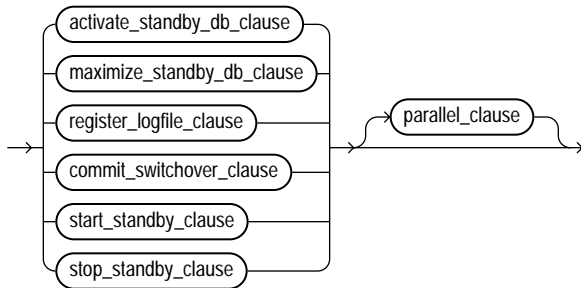 activate_standby_db_clause
maximize_standby_db_clause
register_logfile_clause
commit_switchover_clause
start_standby_clause
stop_standby_clause
parallel_clause